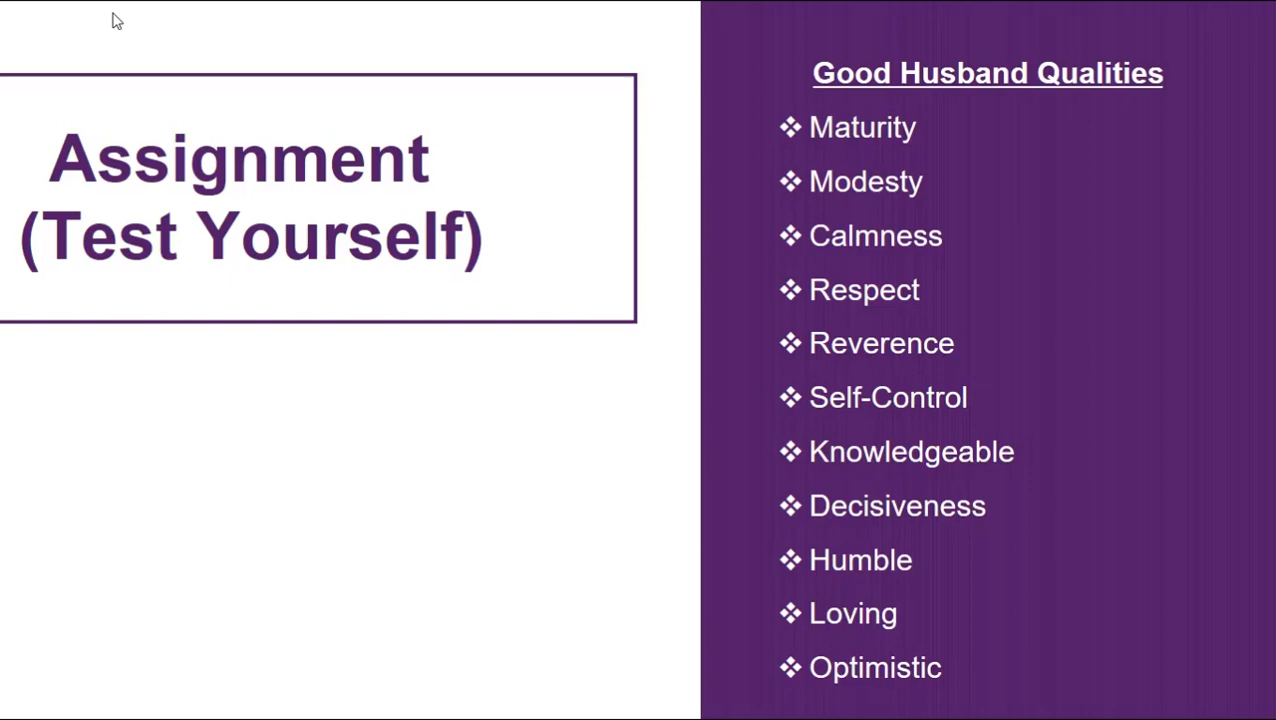 Assignment
(Test Yourself)
Good Husband Qualities
❖ Maturity
❖ Modesty
❖ Calmness
❖ Respect
❖ Reverence
❖ Self-Control
❖ Knowledgeable
❖ Decisiveness
❖ Humble
❖ Loving
❖ Optimistic